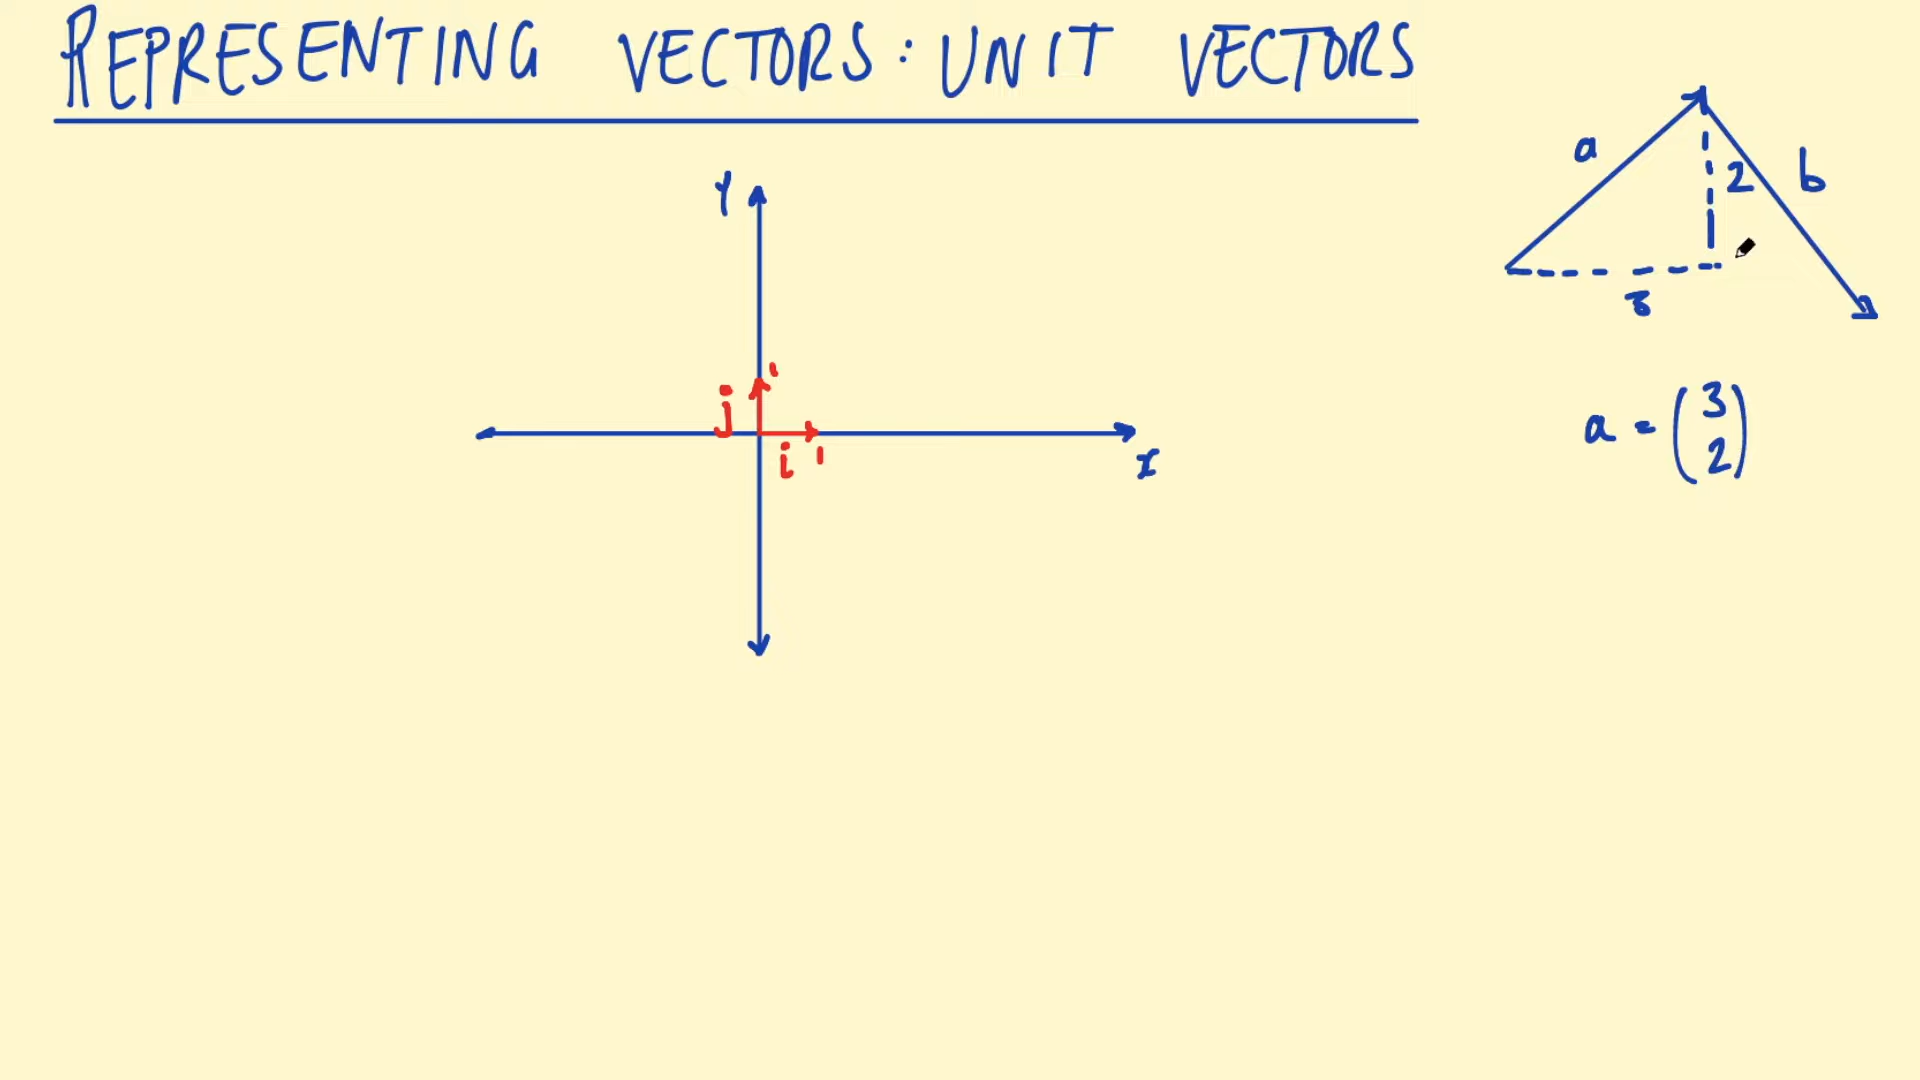 REPRESENTING VECTORS: UNIT VECTORS
a
2
b
3
Y
j
1
i
1
x
a = (3
2)